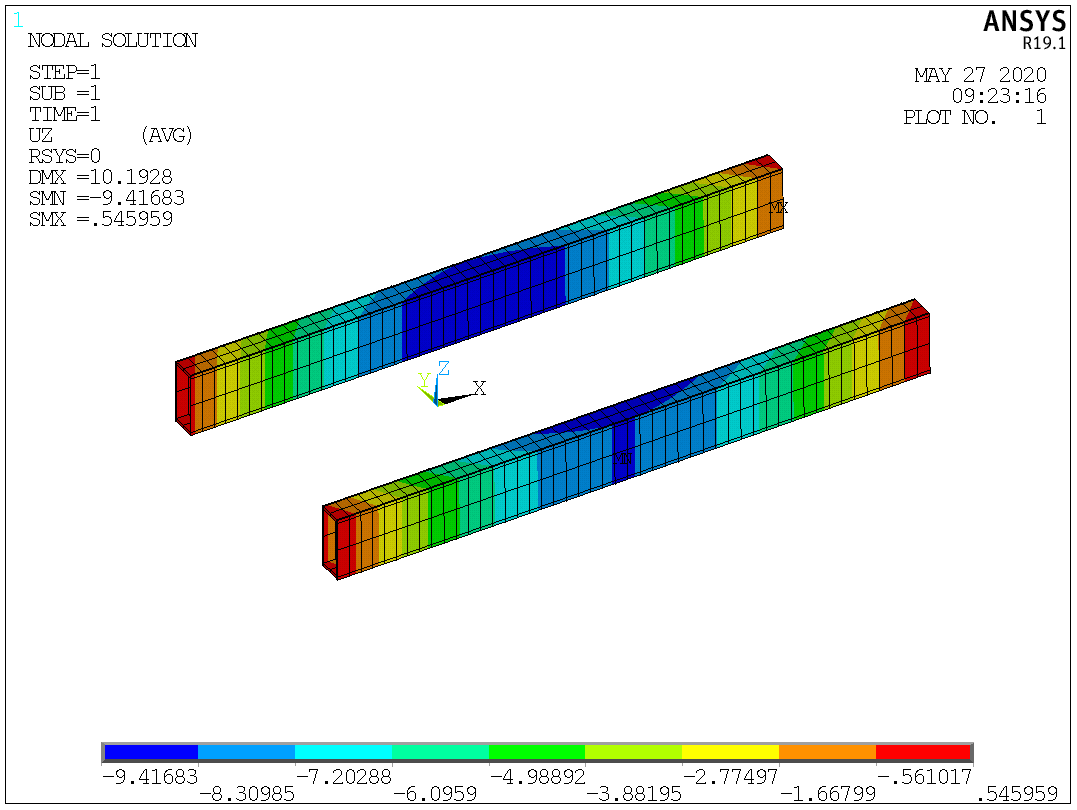 1
NODAL SOLUTION
STEP=1
SUB =1
TIME=1
UZ (AVG)
RSYS=0
DMX =10.1928
SMN =-9.41683
SMX =.545959
ANSYS
R19.1
MAY 27 2020
09:23:16
PLOT NO. 1
MX
Y Z X
MN
-9.41683 -7.20288 -4.98892 -2.77497 -.561017
-8.30985 -6.0959 -3.88195 -1.66799 .545959